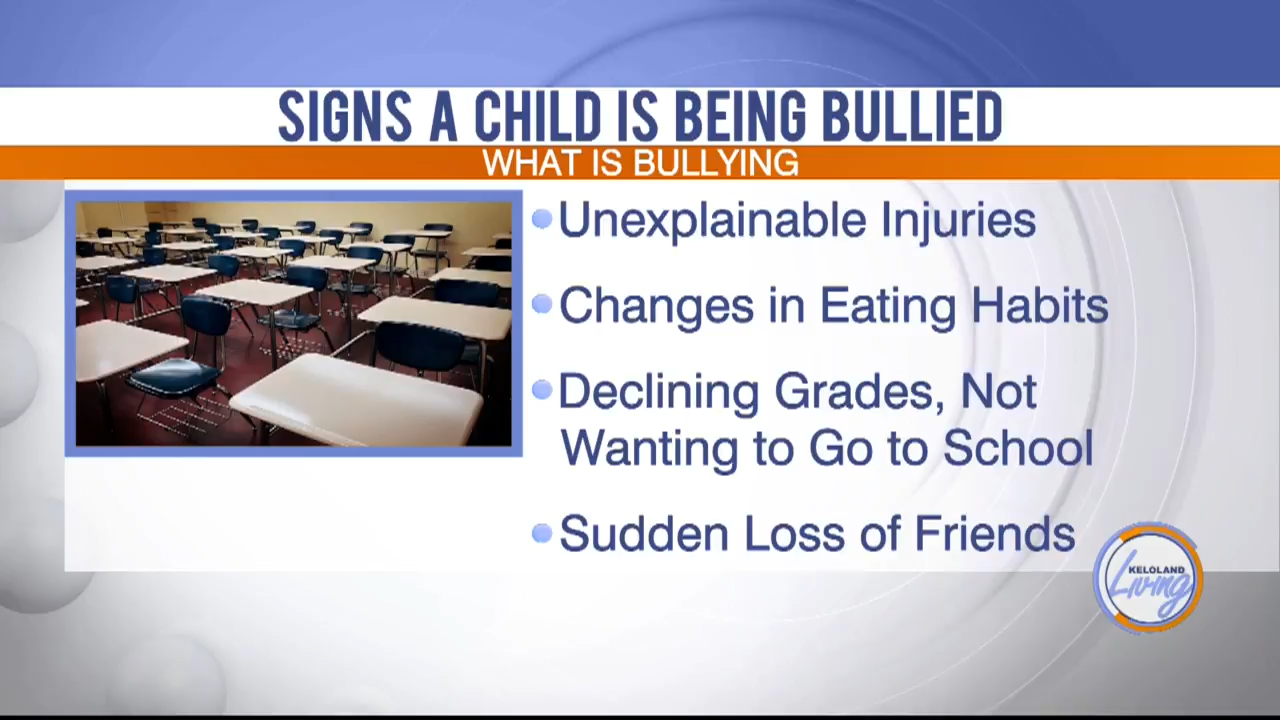 SIGNS A CHILD IS BEING BULLIED
WHAT IS BULLYING
Unexplainable Injuries
Changes in Eating Habits
Declining Grades, Not
Wanting to Go to School
Sudden Loss of Friends
KELOLAND
Living